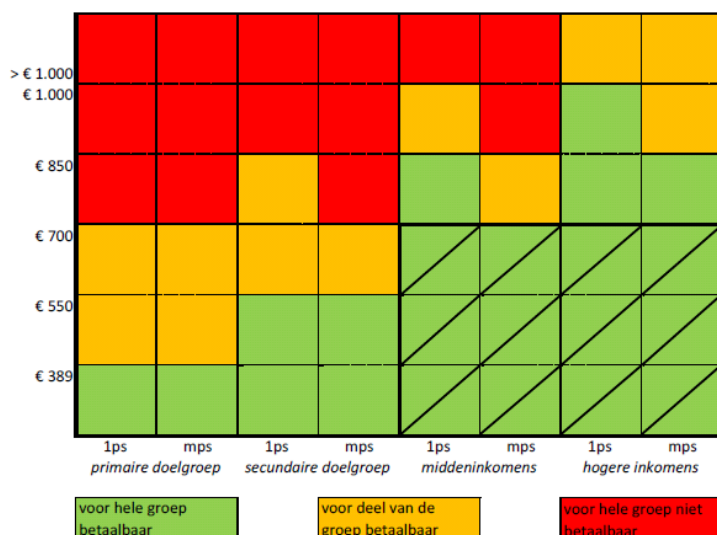 > € 1.000
€ 1.000
€ 850
€ 700
€ 550
€ 389
1ps mps 1ps mps 1ps mps 1ps mps
primaire doelgroep secundaire doelgroep middeninkomens hogere inkomens
voor hele groep betaalbaar
voor deel van de groep betaalbaar
voor hele groep niet betaalbaar